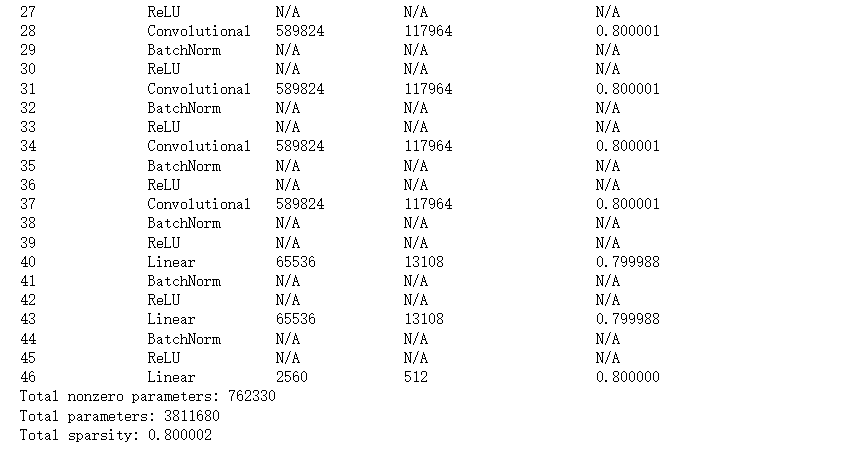 27 ReLU N/A N/A N/A
28 Convolutional 589824 117964 0.800001
29 BatchNorm N/A N/A N/A
30 ReLU N/A N/A N/A
31 Convolutional 589824 117964 0.800001
32 BatchNorm N/A N/A N/A
33 ReLU N/A N/A N/A
34 Convolutional 589824 117964 0.800001
35 BatchNorm N/A N/A N/A
36 ReLU N/A N/A N/A
37 Convolutional 589824 117964 0.800001
38 BatchNorm N/A N/A N/A
39 ReLU N/A N/A N/A
40 Linear 65536 13108 0.799988
41 BatchNorm N/A N/A N/A
42 ReLU N/A N/A N/A
43 Linear 65536 13108 0.799988
44 BatchNorm N/A N/A N/A
45 ReLU N/A N/A N/A
46 Linear 2560 512 0.800000
Total nonzero parameters: 762330
Total parameters: 3811680
Total sparsity: 0.800002